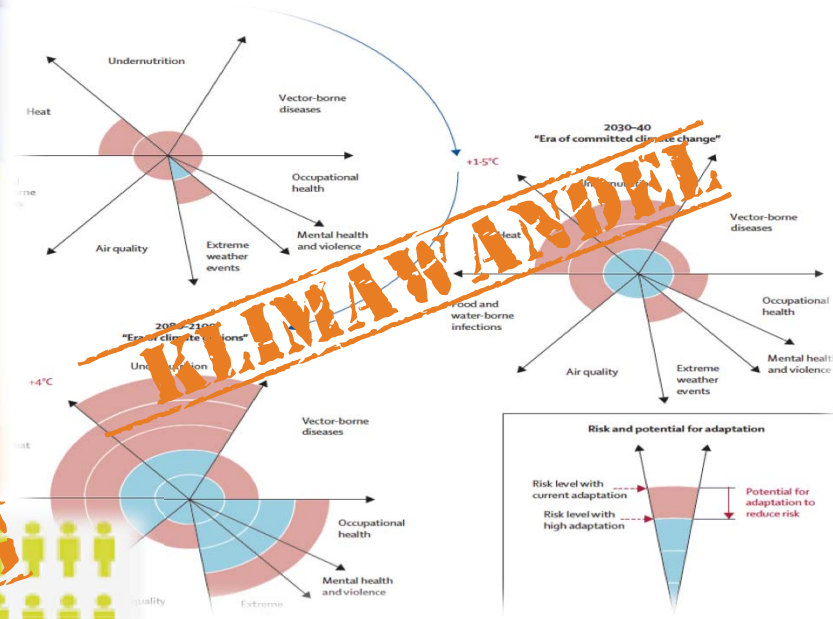 Undernutrition
Heat
Vector-borne
diseases
Occupational
health
Mental health
and violence
Extreme
weather
events
Air quality
+1·5°C
2030–40
"Era of committed climate change"
Heat
Vector-borne
diseases
Food and
water-borne
infections
Occupational
health
Mental healt
and violence
Air quality
Extreme
weather
events
KLIMAWANDEL
+4°C
Vector-borne
diseases
Occupational
health
Mental health
and violence
Extreme
Risk and potential for adaptation
Risk level with
current adaptation
Risk level with
high adaptation
Potential for
adaptation to
reduce risk